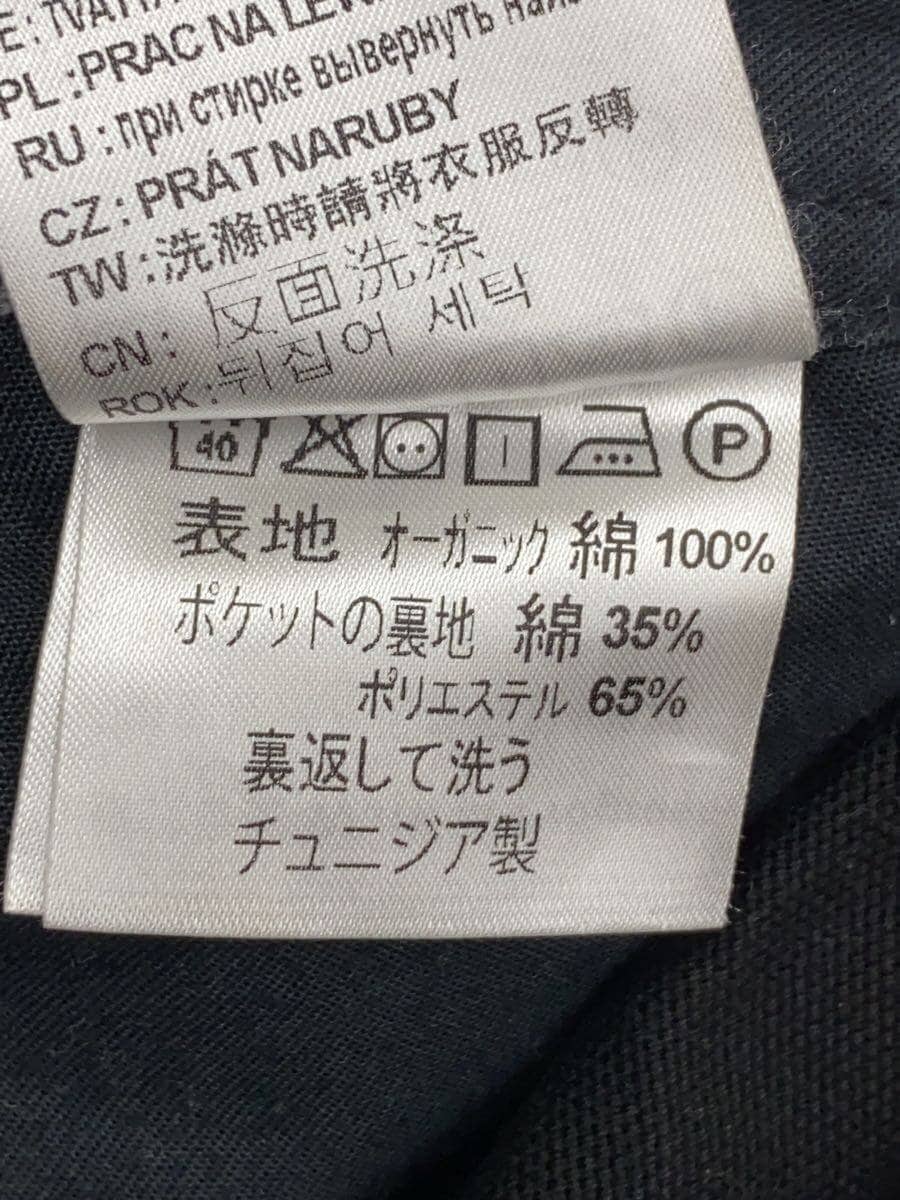 PL :PRAĆ NA
RU :при стирке вывернуть
CZ:PRÁT NARUBY
TW:洗滌時請將衣服反轉
CN: 反面洗涤
ROK:뒤집어 세탁
40
P
表地 オーガニック 綿 100%
ポケットの裏地 綿 35%
ポリエステル 65%
裏返して洗う
チュニジア製